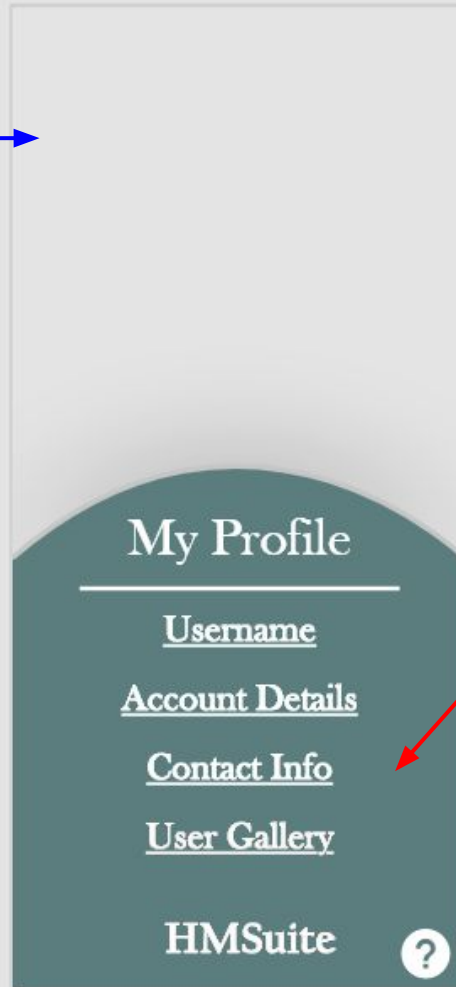 My Profile
Username
Account Details
Contact Info
User Gallery
HMSuite
?